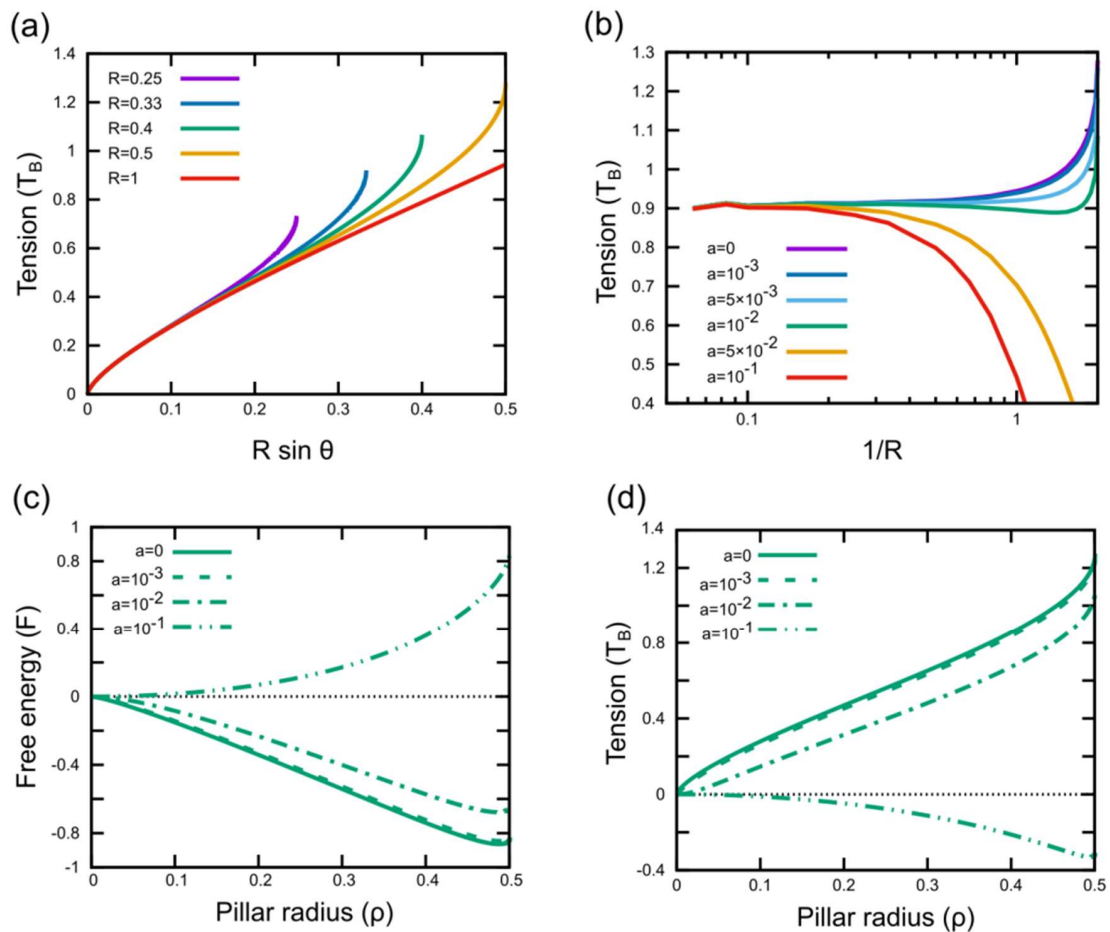 (a)
1.4
1.2
1.0
0.8
0.6
0.4
0.2
0
Tension (T_B)
R=0.25
R=0.33
R=0.4
R=0.5
R=1
0 0.1 0.2 0.3 0.4 0.5
R sin θ
(b)
1.3
1.2
1.1
1.0
0.9
0.8
0.7
0.6
0.5
0.4
Tension (T_B)
a=0
a=10^-3
a=5×10^-3
a=10^-2
a=5×10^-2
a=10^-1
0.1 1
1/R
(c)
1
0.8
0.4
0
-0.4
-0.8
-1
Free energy (F)
a=0
a=10^-3
a=10^-2
a=10^-1
0 0.1 0.2 0.3 0.4 0.5
Pillar radius (ρ)
(d)
1.4
1.2
0.8
0.4
0
-0.4
Tension (T_B)
a=0
a=10^-3
a=10^-2
a=10^-1
0 0.1 0.2 0.3 0.4 0.5
Pillar radius (ρ)